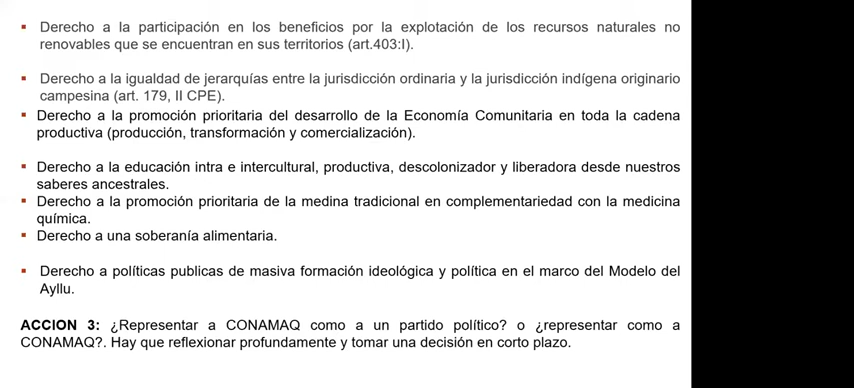 ▪ Derecho a la participación en los beneficios por la explotación de los recursos naturales no
renovables que se encuentran en sus territorios (art.403:I).
▪ Derecho a la igualdad de jerarquías entre la jurisdicción ordinaria y la jurisdicción indígena originario
campesina (art. 179, II CPE).
▪ Derecho a la promoción prioritaria del desarrollo de la Economía Comunitaria en toda la cadena
productiva (producción, transformación y comercialización).
▪ Derecho a la educación intra e intercultural, productiva, descolonizador y liberadora desde nuestros
saberes ancestrales.
▪ Derecho a la promoción prioritaria de la medina tradicional en complementariedad con la medicina
química.
▪ Derecho a una soberanía alimentaria.
▪ Derecho a políticas publicas de masiva formación ideológica y política en el marco del Modelo del
Ayllu.
ACCION 3: ¿Representar a CONAMAQ como a un partido político? o ¿representar como a
CONAMAQ?. Hay que reflexionar profundamente y tomar una decisión en corto plazo.